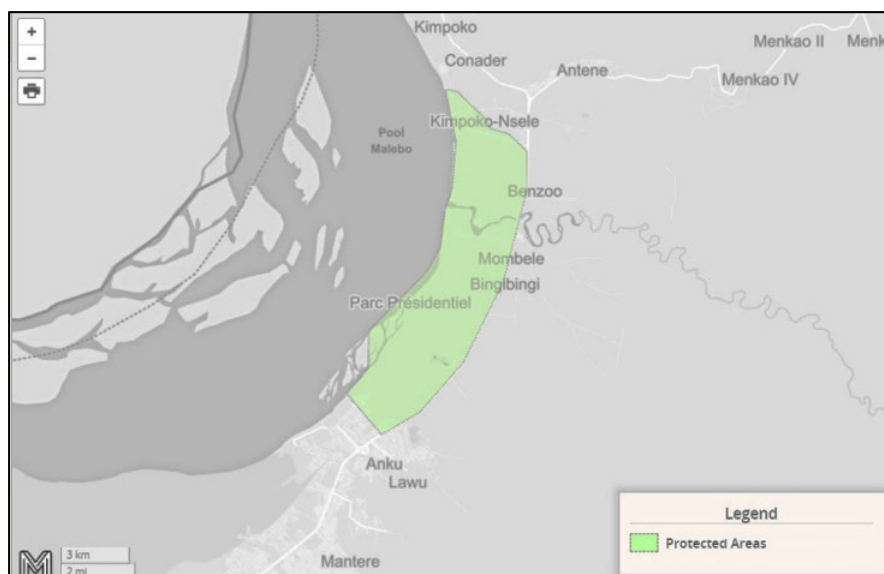 +
−
Kimpoko
Conader
Antene
Menkao II
Menk
Menkao IV
Kimpoko-Nsele
Pool
Malebo
Benzoo
Mombele
Bingibingi
Parc Présidentiel
Anku
Lawu
Mantere
3 km
2 mi
Legend
Protected Areas